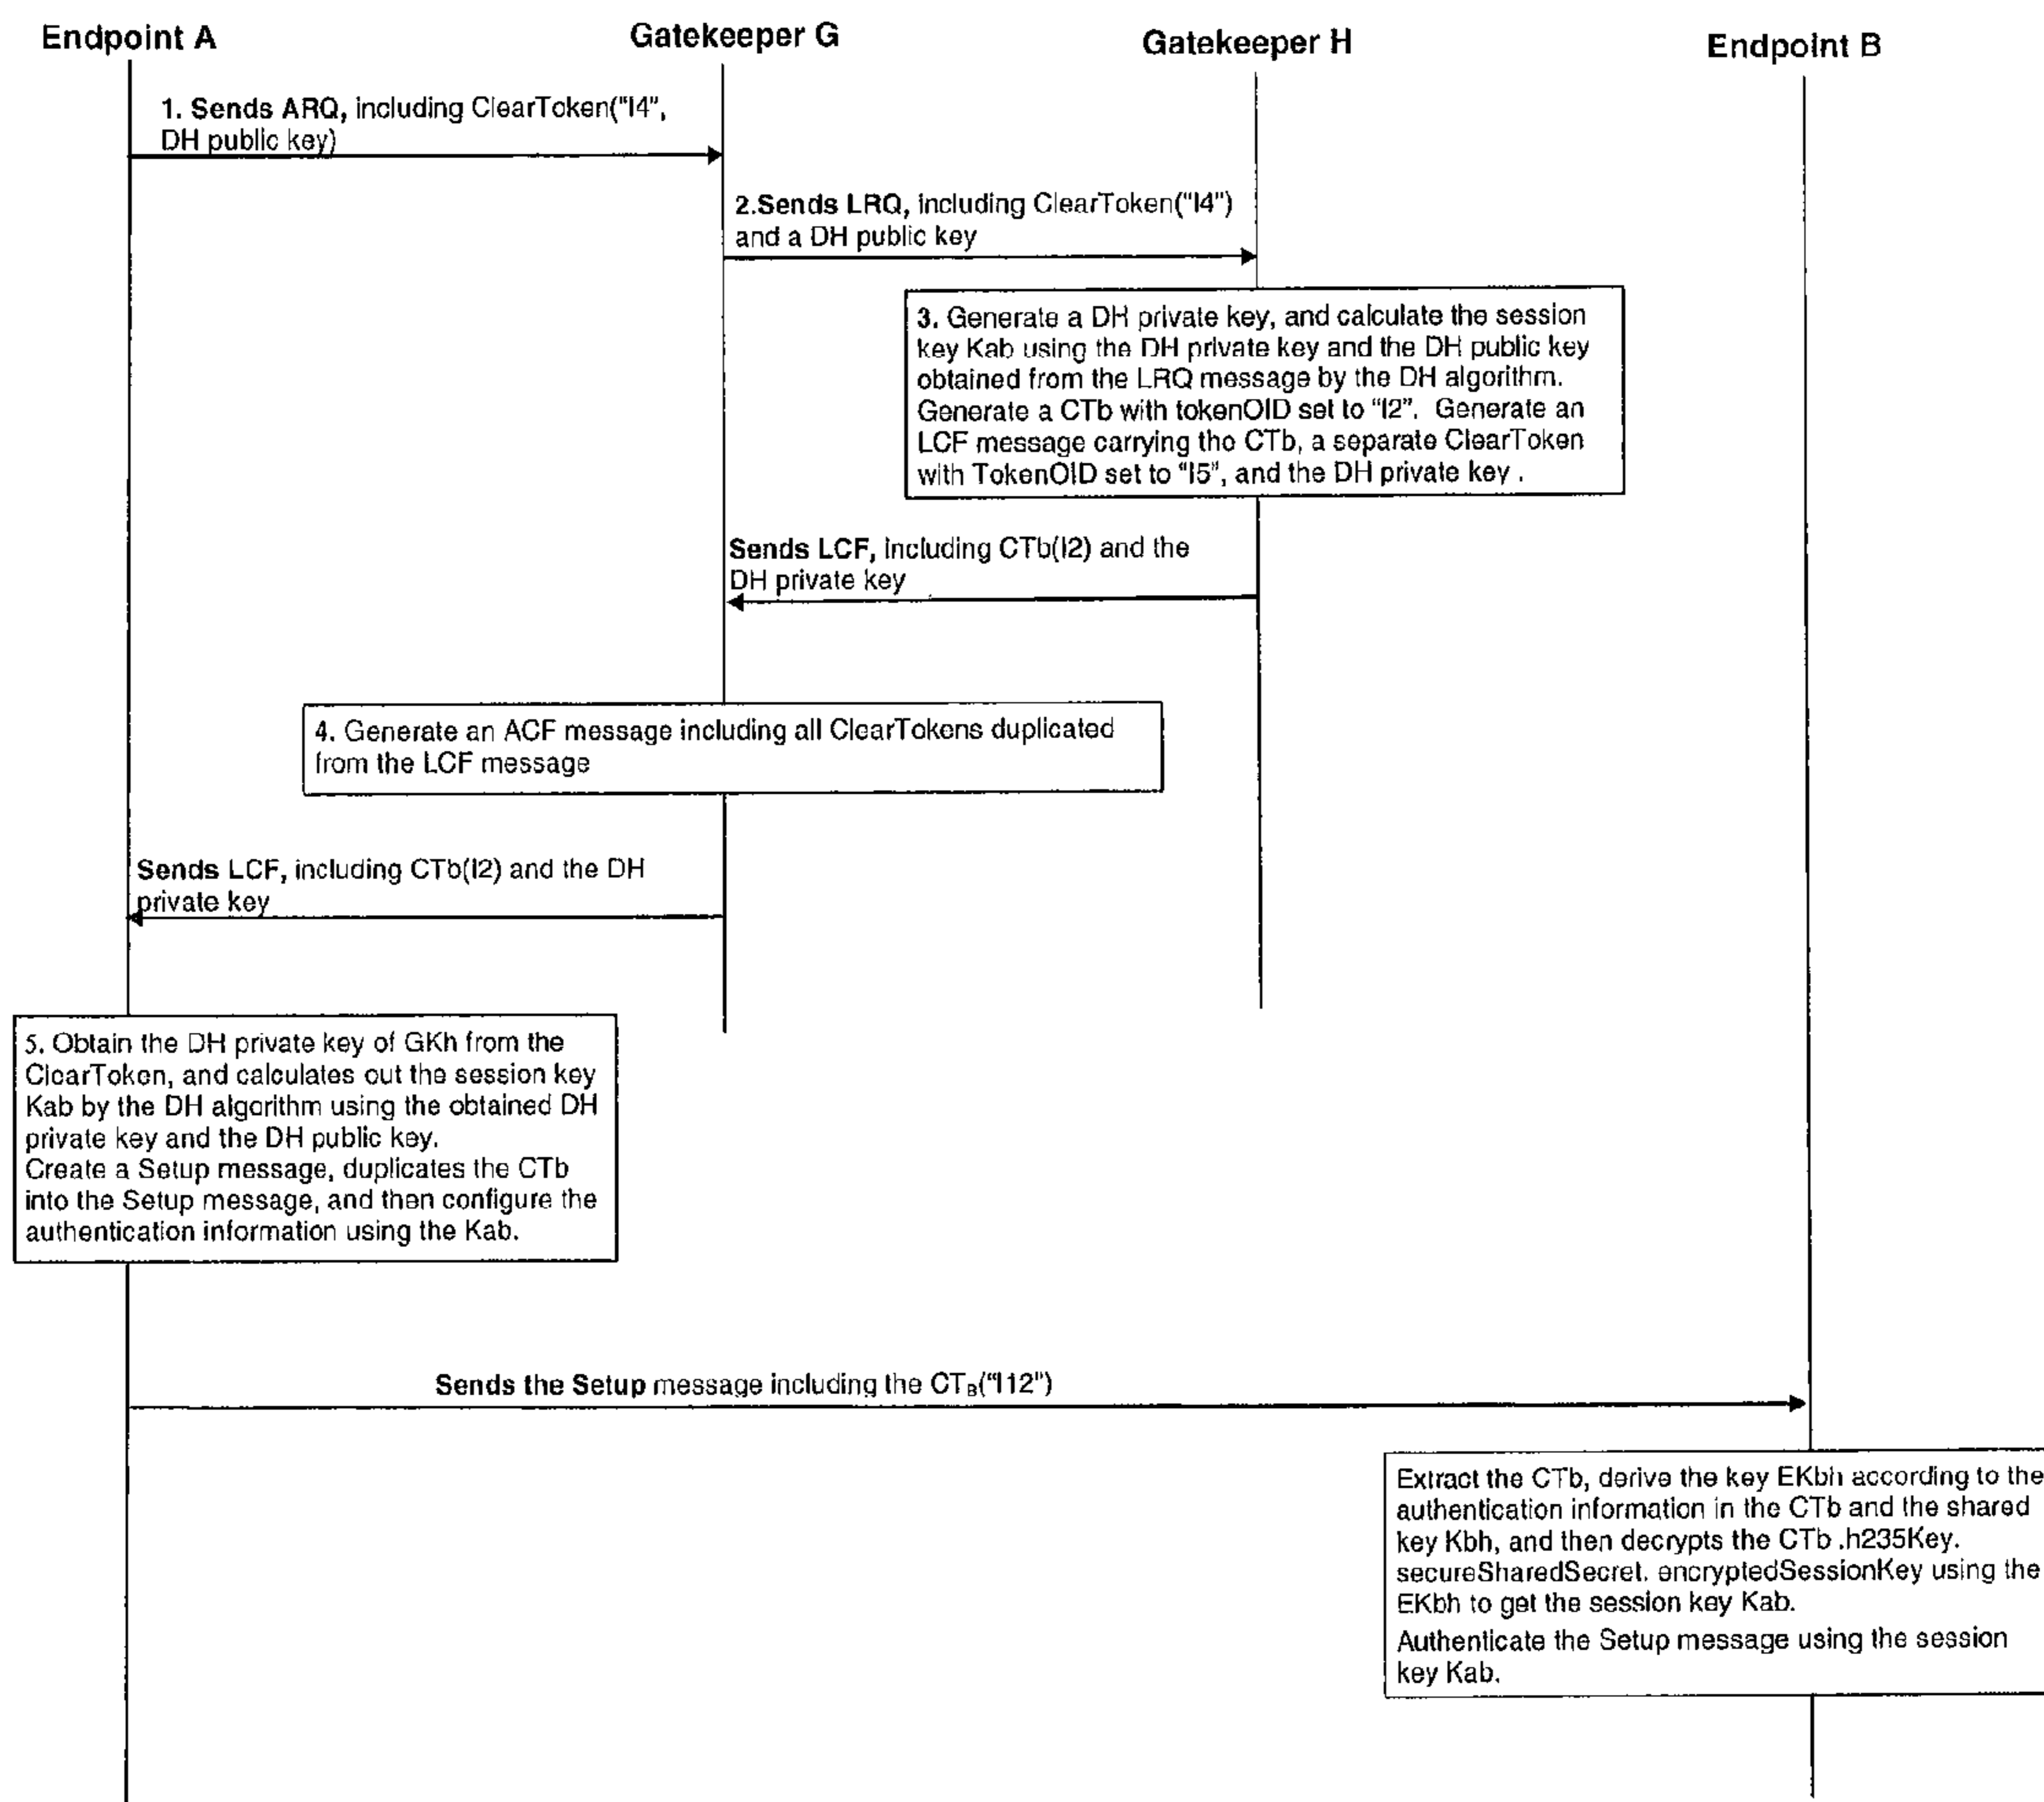 Endpoint A
Gatekeeper G
Gatekeeper H
Endpoint B
1. Sends ARQ, including ClearToken("I4",
DH public key)
2.Sends LRQ, including ClearToken("I4")
and a DH public key
3. Generate a DH private key, and calculate the session
key Kab using the DH private key and the DH public key
obtained from the LRQ message by the DH algorithm.
Generate a CTb with tokenOID set to "I2". Generate an
LCF message carrying the CTb, a separate ClearToken
with TokenOID set to "I5", and the DH private key .
Sends LCF, including CTb(I2) and the
DH private key
4. Generate an ACF message including all ClearTokens duplicated
from the LCF message
Sends LCF, including CTb(I2) and the DH
private key
5. Obtain the DH private key of GKh from the
ClearToken, and calculates out the session key
Kab by the DH algorithm using the obtained DH
private key and the DH public key.
Create a Setup message, duplicates the CTb
into the Setup message, and then configure the
authentication information using the Kab.
Sends the Setup message including the CTB("I12")
Extract the CTb, derive the key EKbh according to the
authentication information in the CTb and the shared
key Kbh, and then decrypts the CTb .h235Key.
secureSharedSecret. encryptedSessionKey using the
EKbh to get the session key Kab.
Authenticate the Setup message using the session
key Kab.